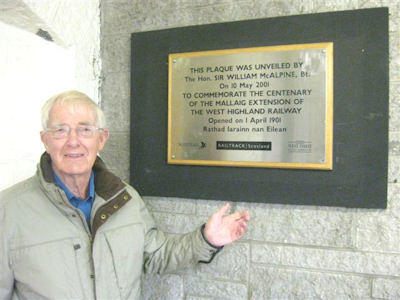 THIS PLAQUE WAS UNVEILED BY
The Hon. SIR WILLIAM McALPINE, Bt.
On 10 May 2001
TO COMMEMORATE THE CENTENARY
OF THE MALLAIG EXTENSION OF
THE WEST HIGHLAND RAILWAY
Opened on 1 April 1901
Rathad Iarainn nan Eilean
RAILTRACK Scotland